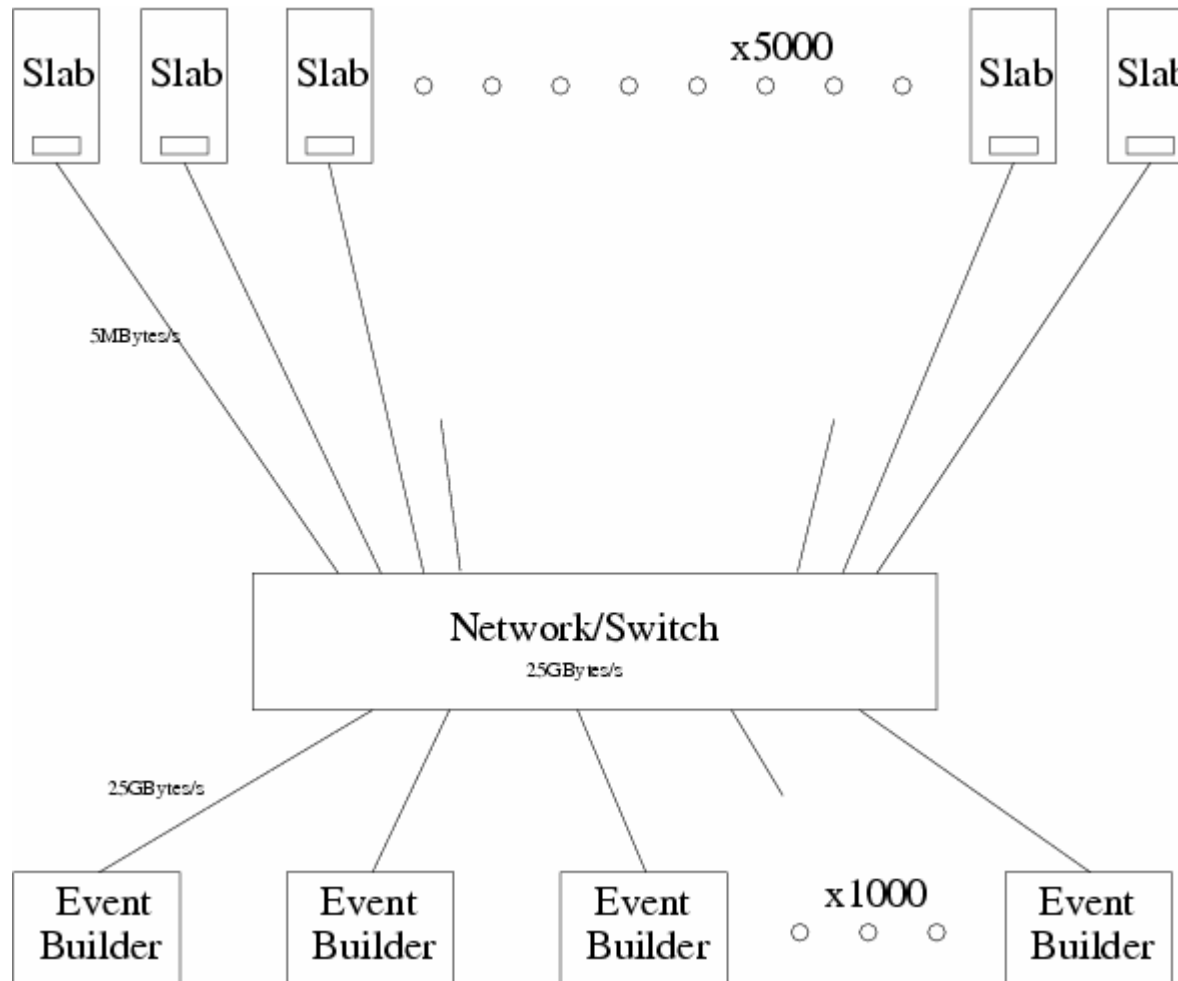 x5000
Slab
Slab
Slab
Slab
Slab
5MBytes/s
Network/Switch
25GBytes/s
25GBytes/s
x1000
Event
Builder
Event
Builder
Event
Builder
Event
Builder